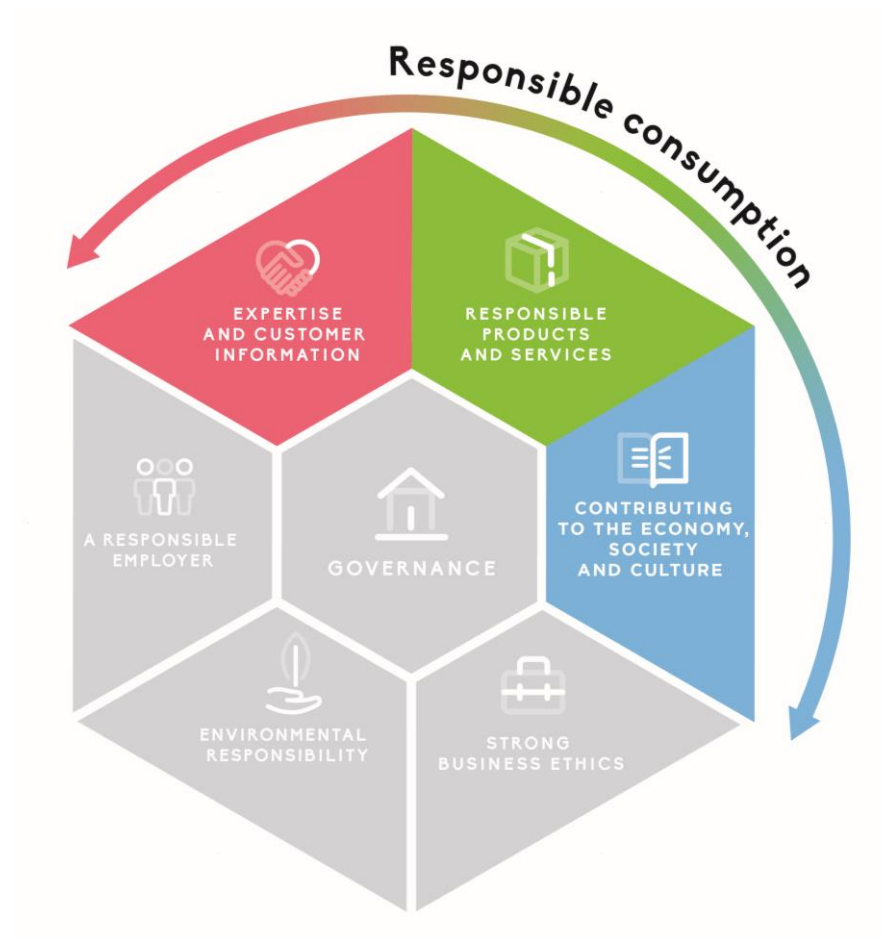 Responsible consumption
EXPERTISE
AND CUSTOMER
INFORMATION
RESPONSIBLE
PRODUCTS
AND SERVICES
CONTRIBUTING
TO THE ECONOMY,
SOCIETY
AND CULTURE
A RESPONSIBLE
EMPLOYER
GOVERNANCE
ENVIRONMENTAL
RESPONSIBILITY
STRONG
BUSINESS ETHICS